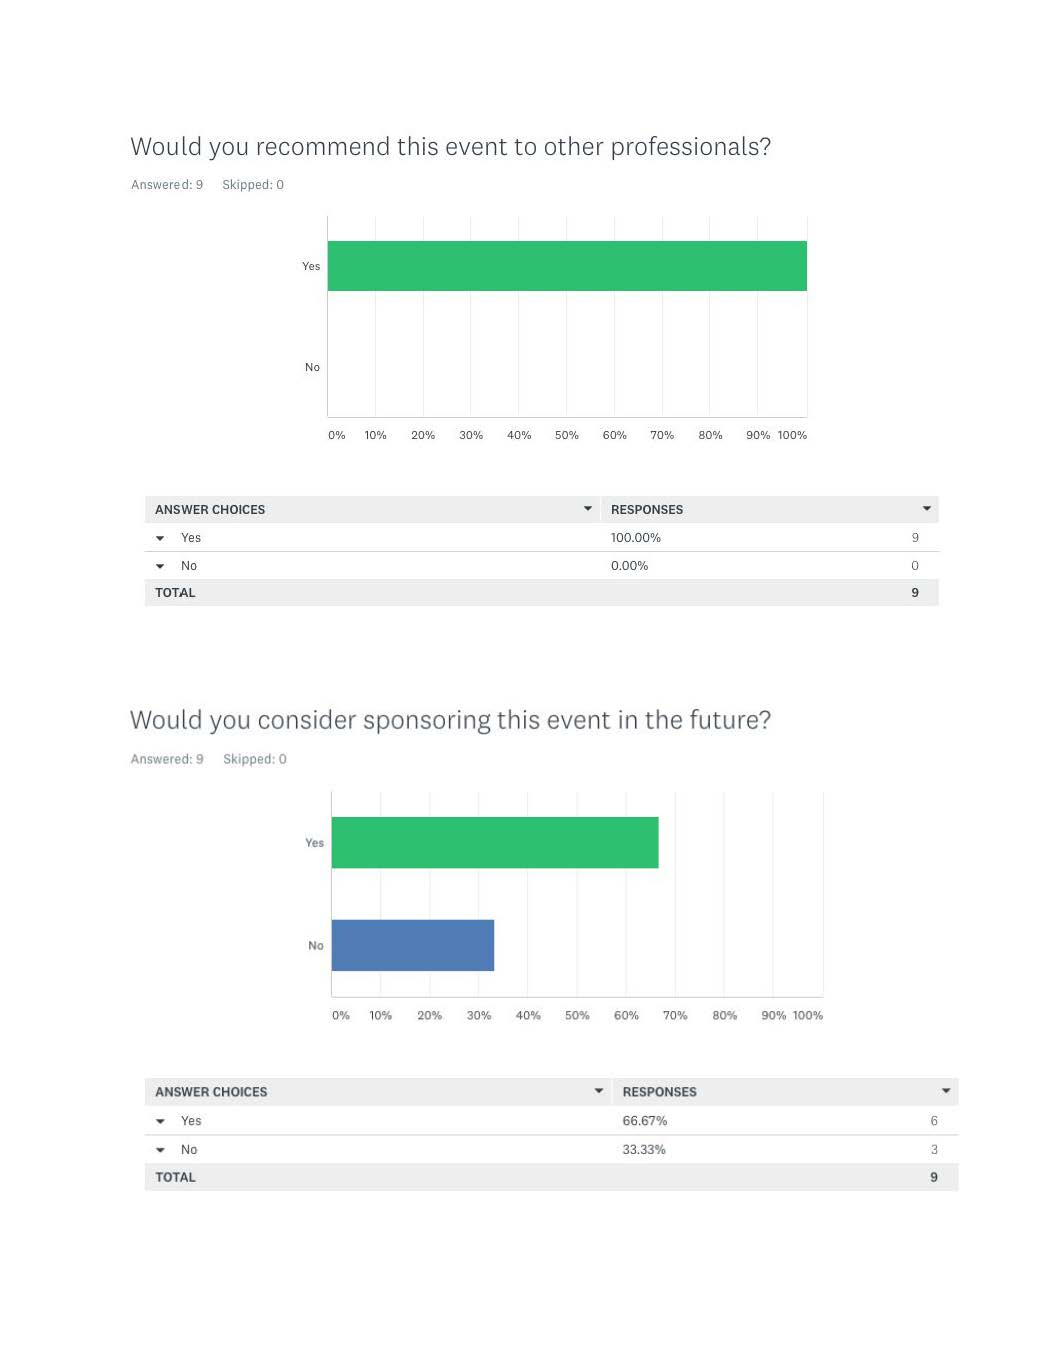 Would you recommend this event to other professionals?
Answered: 9 Skipped: 0
Yes
No
0% 10% 20% 30% 40% 50% 60% 70% 80% 90% 100%
ANSWER CHOICES RESPONSES
Yes 100.00% 9
No 0.00% 0
TOTAL 9
Would you consider sponsoring this event in the future?
Answered: 9 Skipped: 0
Yes
No
0% 10% 20% 30% 40% 50% 60% 70% 80% 90% 100%
ANSWER CHOICES RESPONSES
Yes 66.67% 6
No 33.33% 3
TOTAL 9